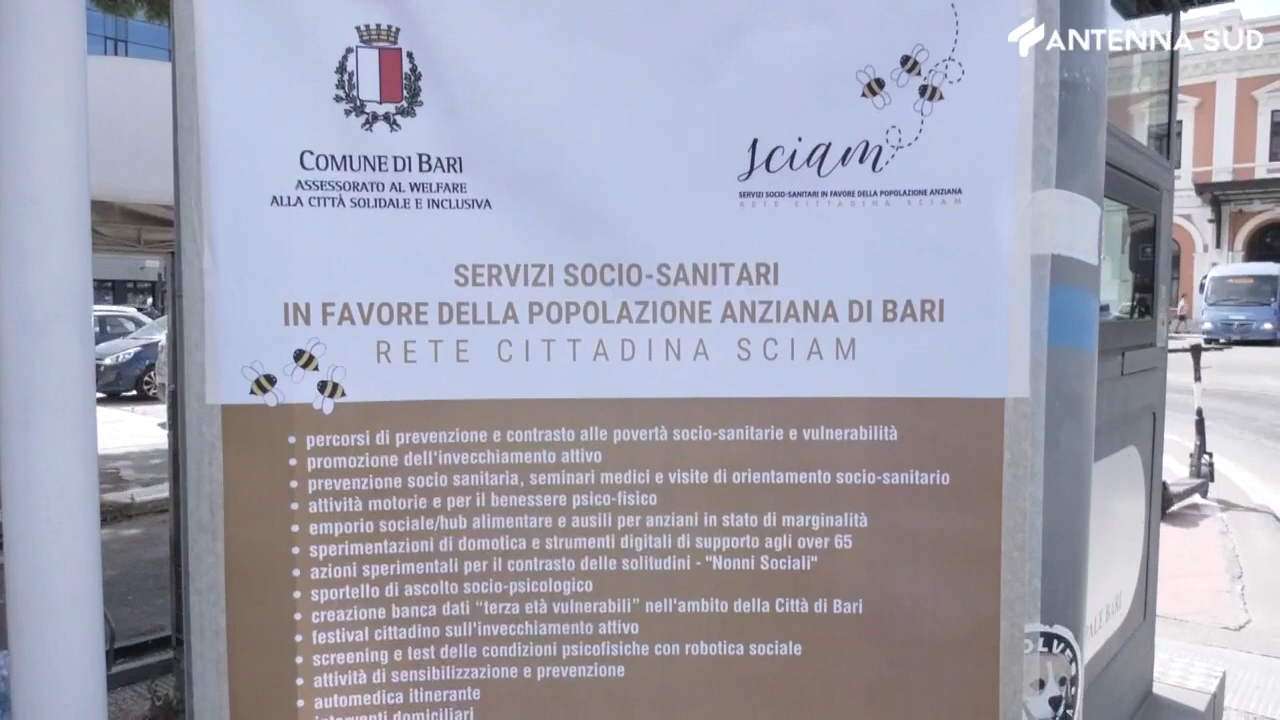 ANTENNA SUD
COMUNE DI BARI
ASSESSORATO AL WELFARE
ALLA CITTÀ SOLIDALE E INCLUSIVA
sciam
SERVIZI SOCIO-SANITARI IN FAVORE DELLA POPOLAZIONE ANZIANA
RETE CITTADINA SCIAM
SERVIZI SOCIO-SANITARI
IN FAVORE DELLA POPOLAZIONE ANZIANA DI BARI
RETE CITTADINA SCIAM
• percorsi di prevenzione e contrasto alle povertà socio-sanitarie e vulnerabilità
• promozione dell'invecchiamento attivo
• prevenzione socio sanitaria, seminari medici e visite di orientamento socio-sanitario
• attività motorie e per il benessere psico-fisico
• emporio sociale/hub alimentare e ausili per anziani in stato di marginalità
• sperimentazioni di domotica e strumenti digitali di supporto agli over 65
• azioni sperimentali per il contrasto delle solitudini - "Nonni Sociali"
• sportello di ascolto socio-psicologico
• creazione banca dati “terza età vulnerabili” nell'ambito della Città di Bari
• festival cittadino sull'invecchiamento attivo
• screening e test delle condizioni psicofisiche con robotica sociale
• attività di sensibilizzazione e prevenzione
• automedica itinerante
interventi domiciliari
BARI